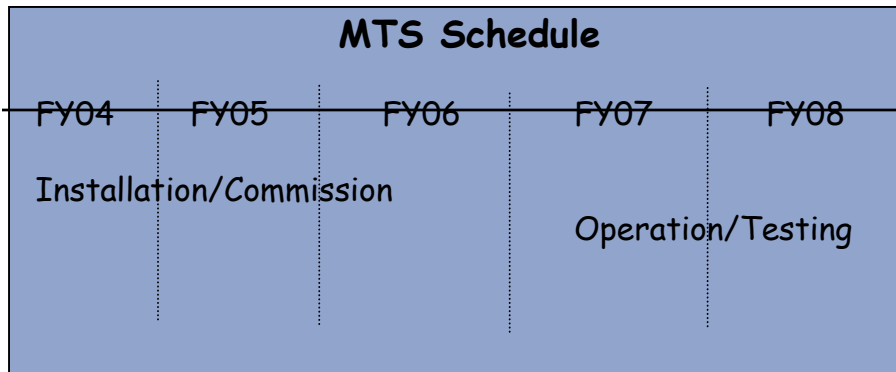 MTS Schedule
FY04 FY05 FY06 FY07 FY08
Installation/Commission
Operation/Testing